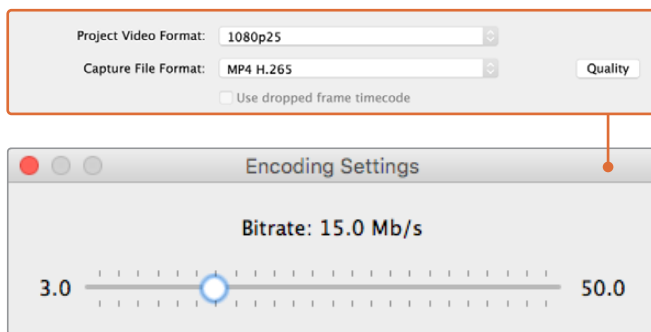 Project Video Format: 1080p25
Capture File Format: MP4 H.265 Quality
Use dropped frame timecode
Encoding Settings
Bitrate: 15.0 Mb/s
3.0 50.0